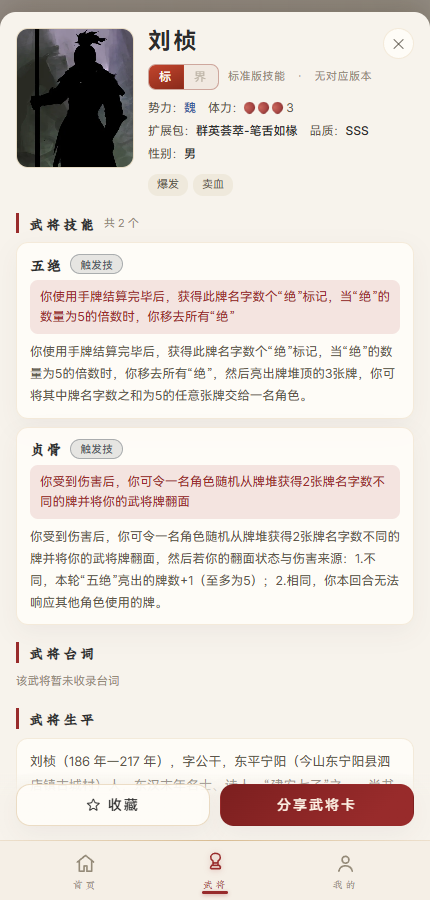 刘桢
标 界 标准版技能 · 无对应版本
势力: 魏 体力: 3
扩展包: 群英荟萃-笔舌如椽 品质: SSS
性别: 男
爆发 卖血
武将技能 共2个
五绝 触发技
你使用手牌结算完毕后，获得此牌名字数个“绝”标记，当“绝”的
数量为5的倍数时，你移去所有“绝”
你使用手牌结算完毕后，获得此牌名字数个“绝”标记，当“绝”的数
量为5的倍数时，你移去所有“绝”，然后亮出牌堆顶的3张牌，你可
将其中牌名字数之和为5的任意张牌交给一名角色。
贞骨 触发技
你受到伤害后，你可令一名角色随机从牌堆获得2张牌名字数不
同的牌并将你的武将牌翻面
你受到伤害后，你可令一名角色随机从牌堆获得2张牌名字数不同的
牌并将你的武将牌翻面，然后若你的翻面状态与伤害来源：1.不
同，本轮“五绝”亮出的牌数+1（至多为5）；2.相同，你本回合无法
响应其他角色使用的牌。
武将台词
该武将暂未收录台词
武将生平
刘桢（186 年—217 年），字公干，东平宁阳（今山东宁阳县泗
收藏 分享武将卡
首页 武将 我的